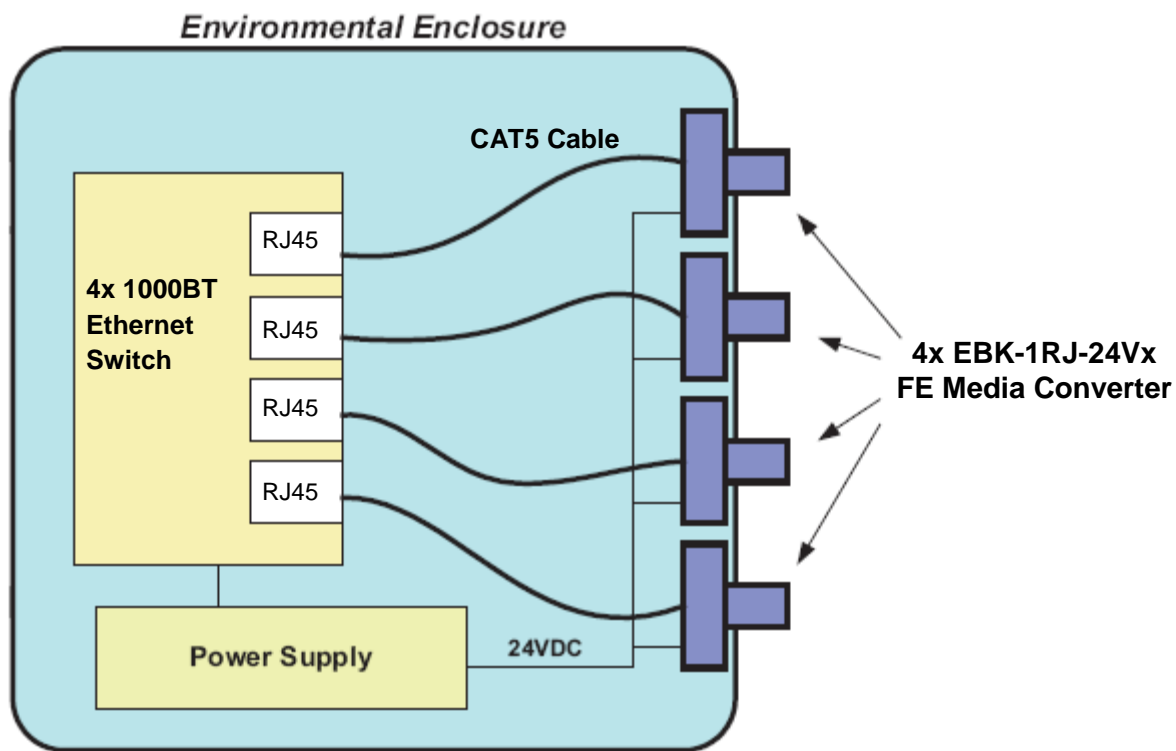 Environmental Enclosure
CAT5 Cable
RJ45
4x 1000BT
Ethernet
Switch
RJ45
RJ45
RJ45
4x EBK-1RJ-24Vx
FE Media Converter
Power Supply
24VDC